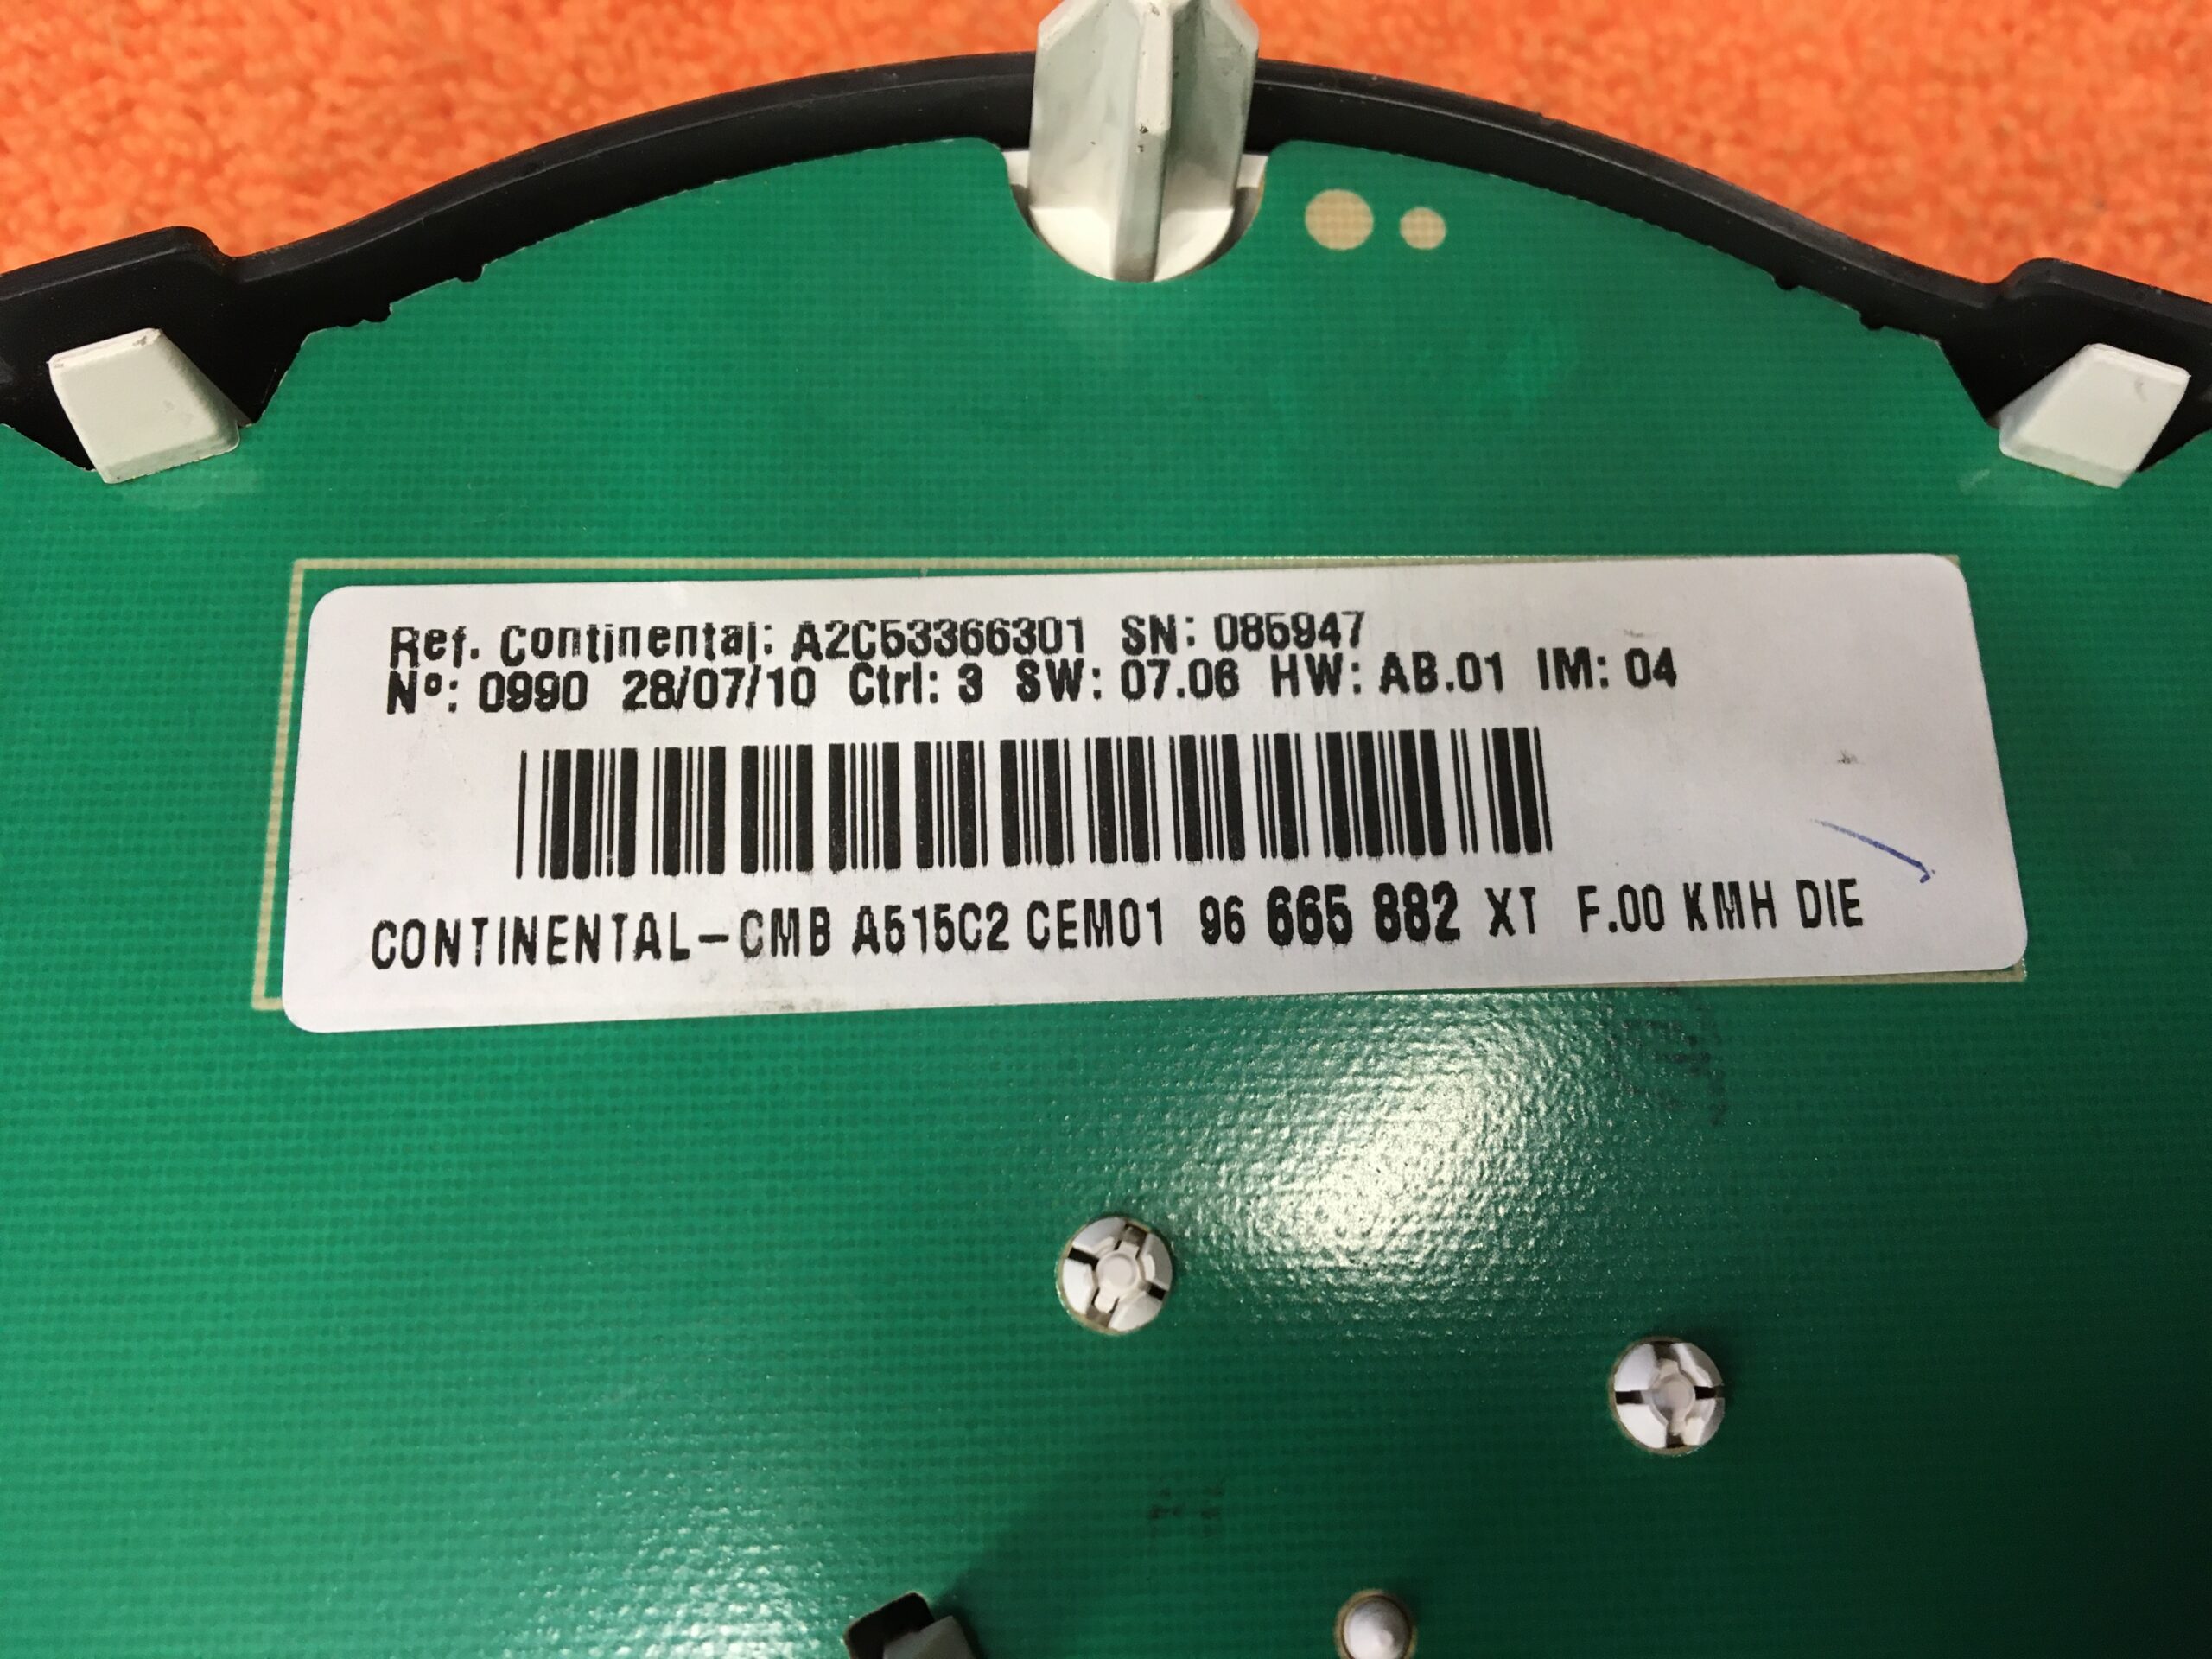 Ref. Continental: A2C53366301 SN: 085947
Nº: 0990 28/07/10 Ctrl: 3 SW: 07.06 HW: AB.01 IM: 04
CONTINENTAL-CMB A515C2 CEM01 96 665 882 XT F.00 KMH DIE